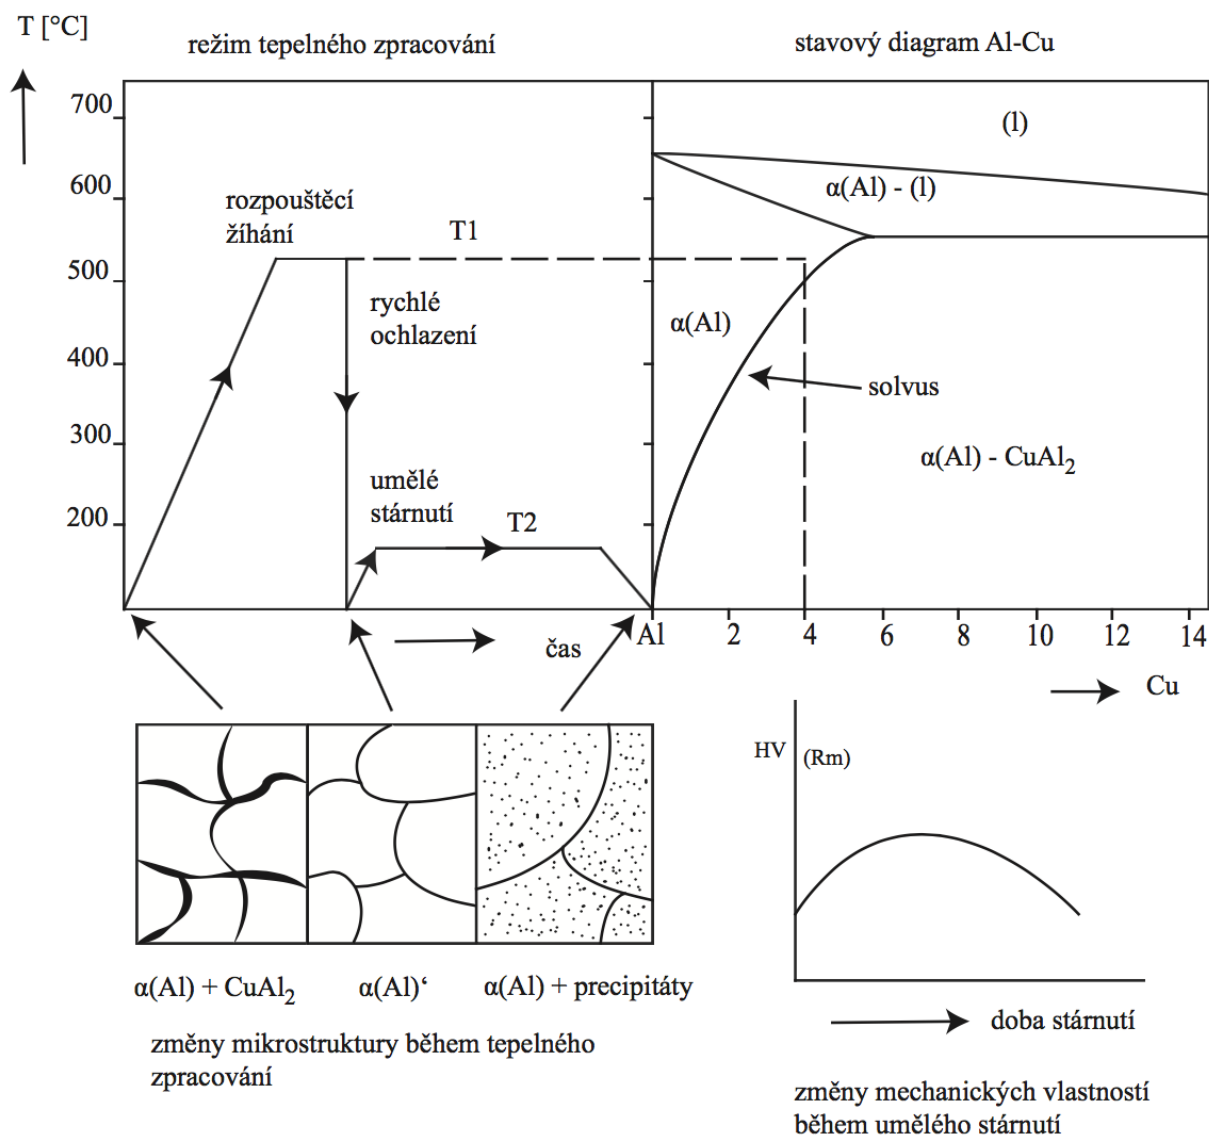 T [°C]
režim tepelného zpracování
stavový diagram Al-Cu
700
600
500
400
300
200
rozpouštěcí
žíhání
T1
rychlé
ochlazení
umělé
stárnutí
T2
čas
(l)
α(Al) - (l)
α(Al)
solvus
α(Al) - CuAl₂
Al 2 4 6 8 10 12 14
Cu
α(Al) + CuAl₂
α(Al)‘
α(Al) + precipitáty
změny mikrostruktury během tepelného
zpracování
HV (Rm)
doba stárnutí
změny mechanických vlastností
během umělého stárnutí